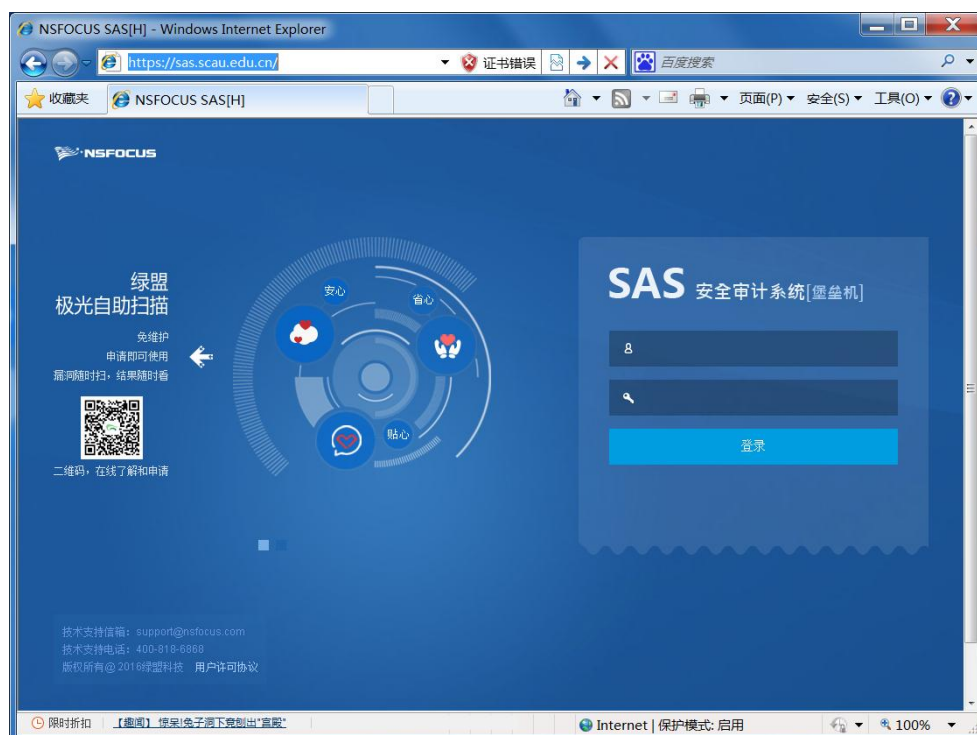 NSFOCUS SAS[H] - Windows Internet Explorer
https://sas.scau.edu.cn/
证书错误
百度搜索
收藏夹
NSFOCUS SAS[H]
页面(P)
安全(S)
工具(O)
NSFOCUS
绿盟
极光自助扫描
免维护
申请即可使用
漏洞随时扫，结果随时看
二维码，在线了解和申请
安心
省心
贴心
SAS 安全审计系统[堡垒机]
登录
技术支持信箱：support@nsfocus.com
技术支持电话：400-818-6868
版权所有@2016绿盟科技 用户许可协议
限时折扣
【趣闻】 惊呆!兔子洞下竟刨出"宫殿"
Internet | 保护模式: 启用
100%